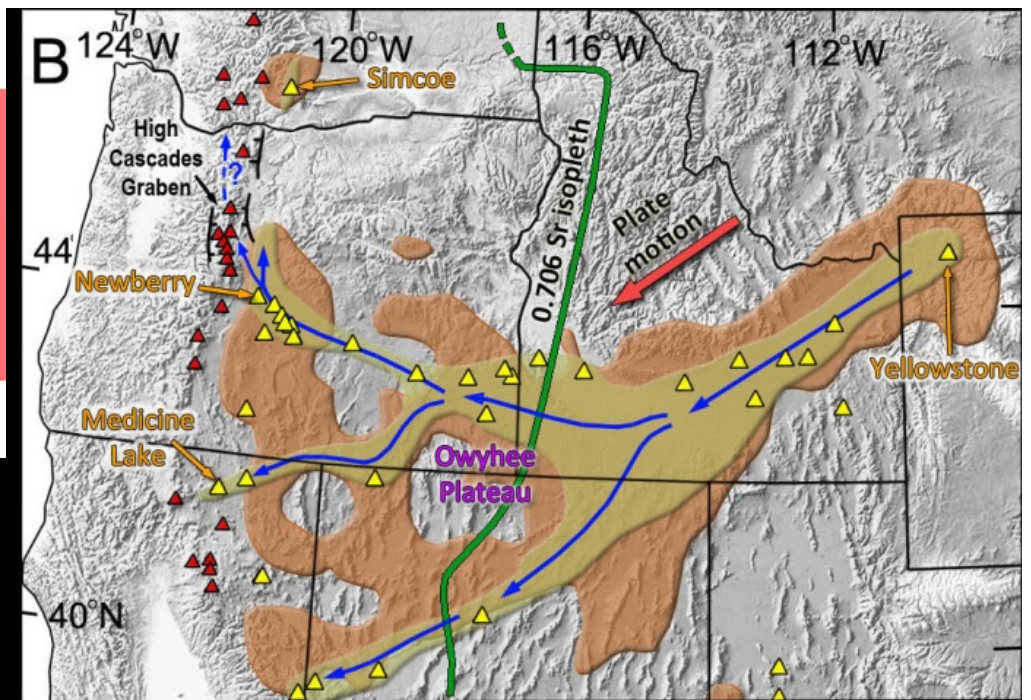 B
124°W
120°W
116°W
112°W
Simcoe
High
Cascades
Graben
?
0.706 Sr isopleth
Plate
motion
44
Newberry
Yellowstone
Medicine
Lake
Owyhee
Plateau
40°N